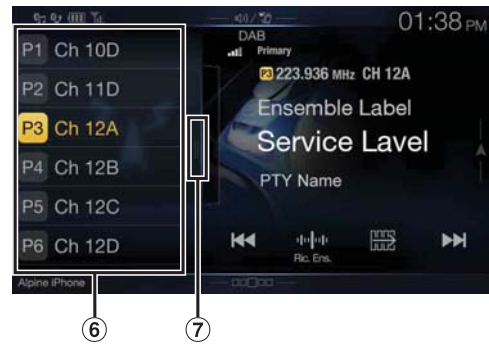 01:38 PM
DAB
Primary
P3 223.936 MHz CH 12A
Ensemble Label
Service Lavel
PTY Name
P1 Ch 10D
P2 Ch 11D
P3 Ch 12A
P4 Ch 12B
P5 Ch 12C
P6 Ch 12D
Ric. Ens.
Alpine iPhone
6
7